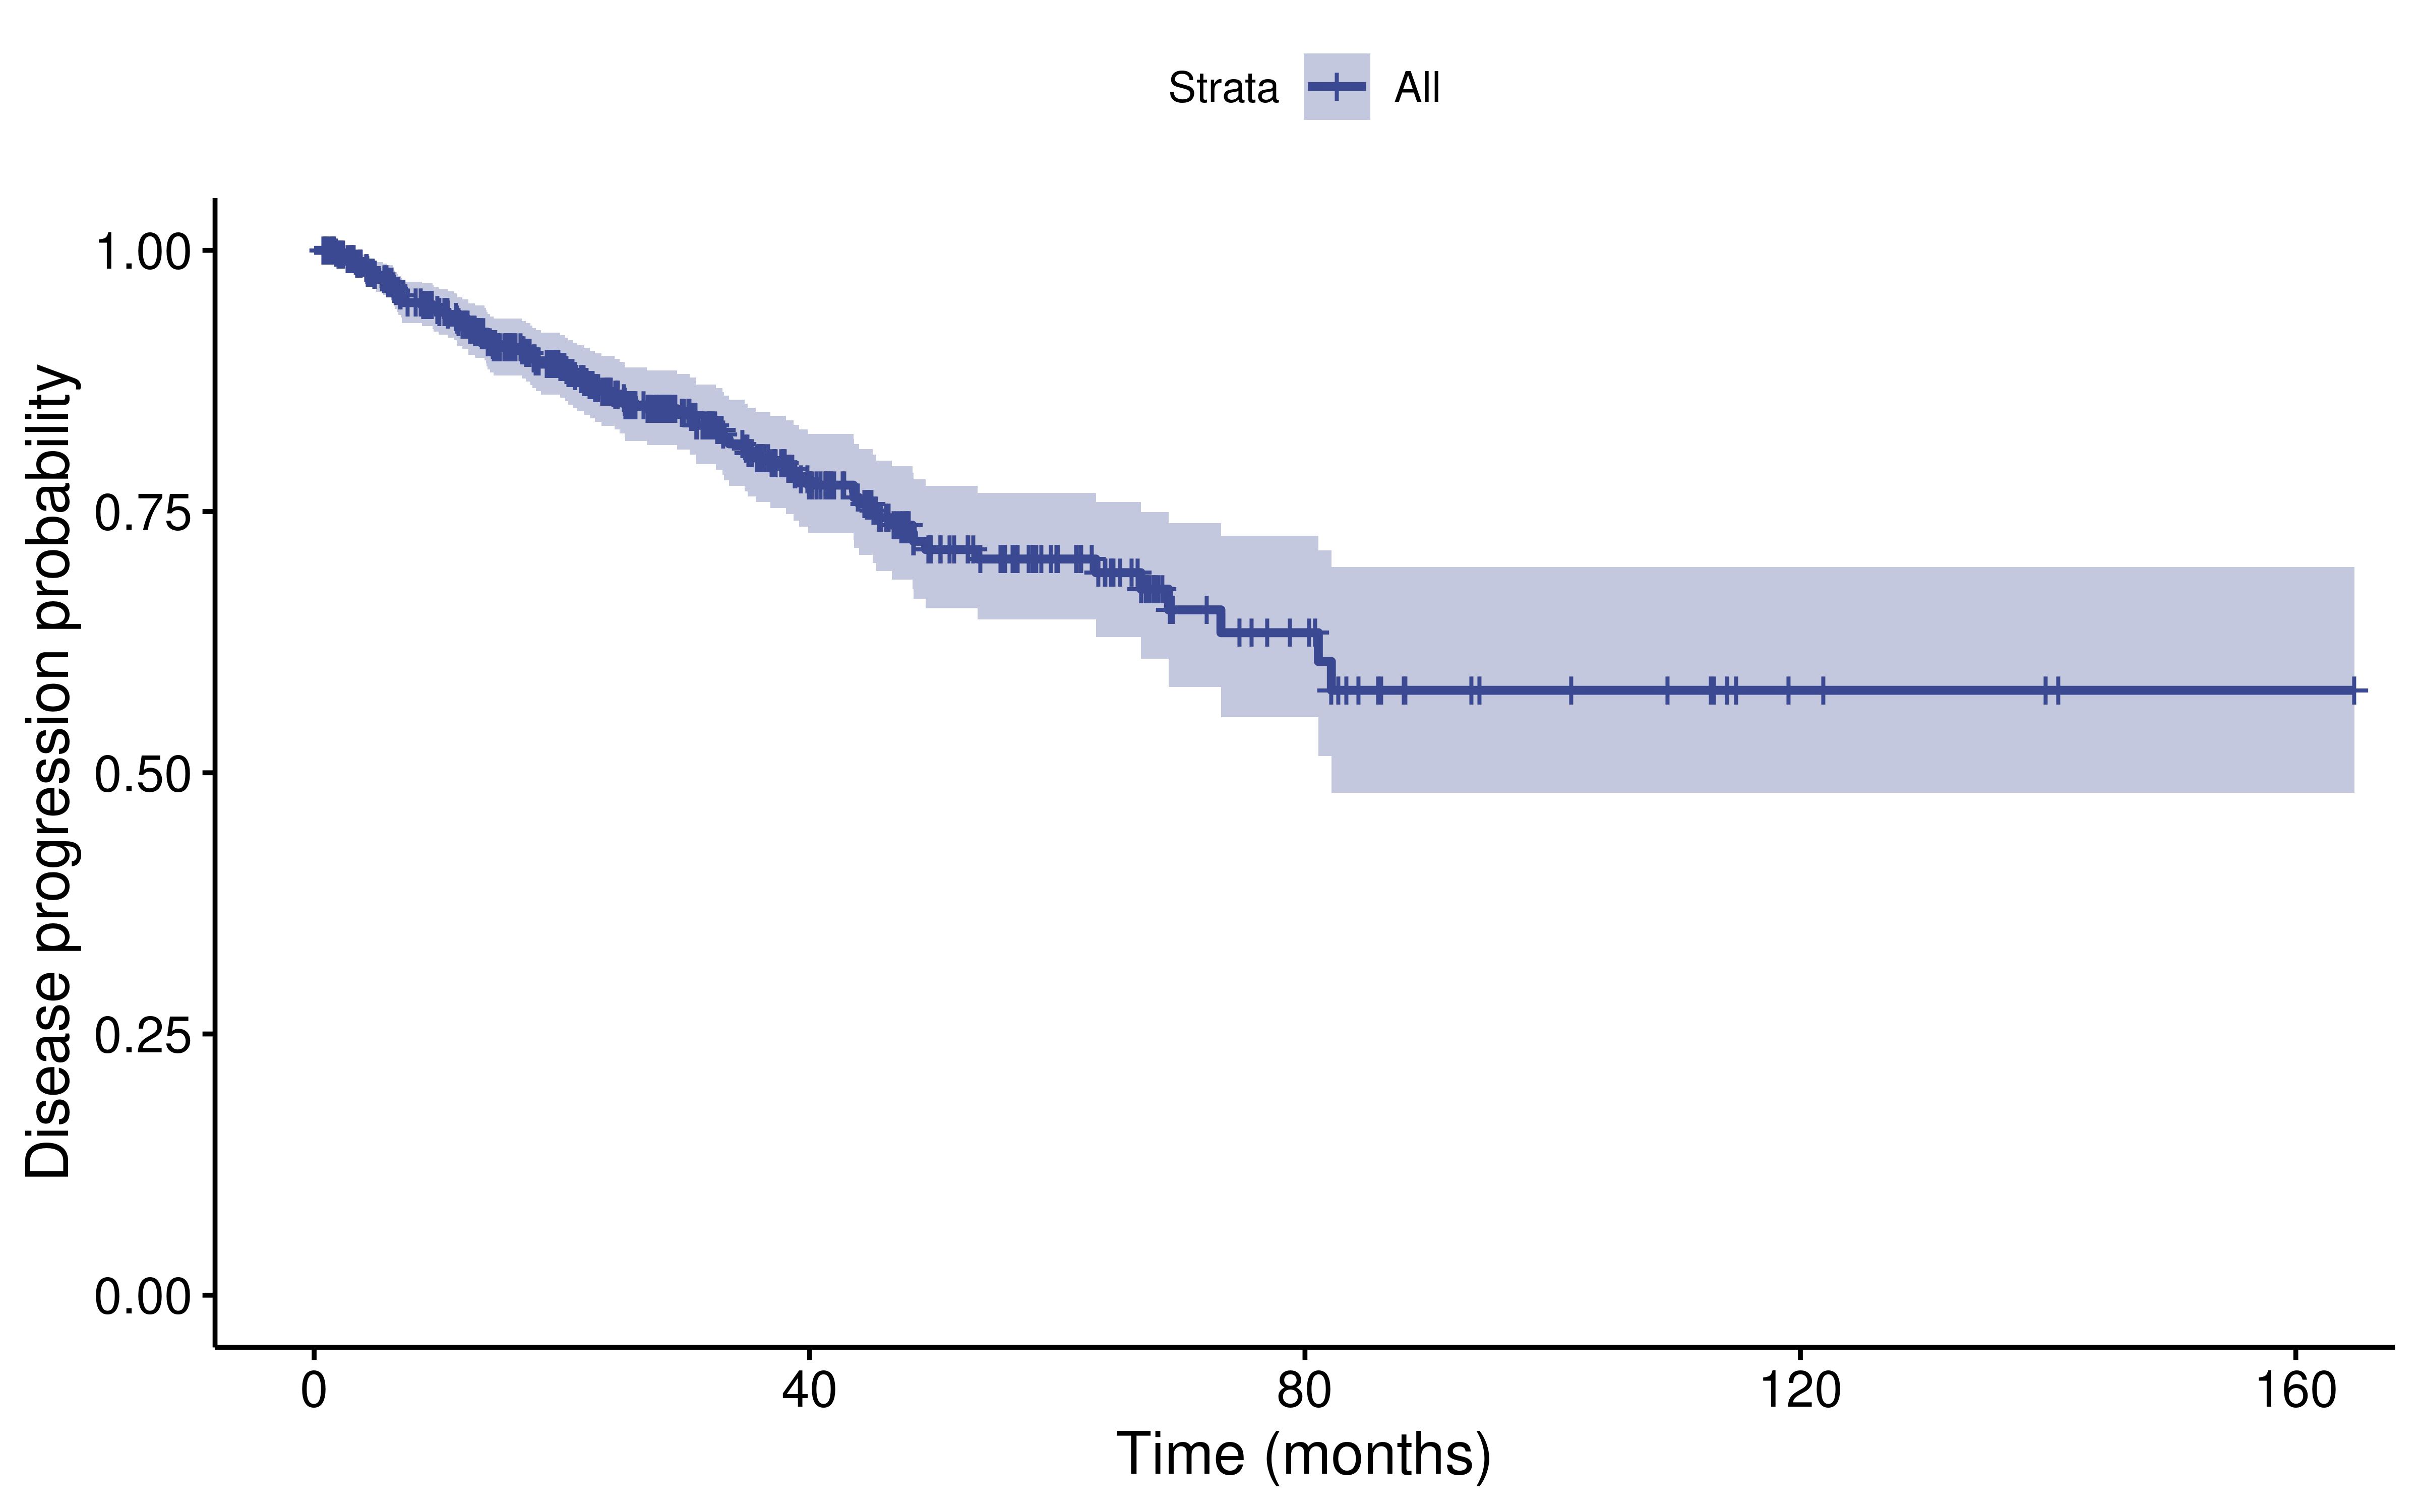 Strata All
Disease progression probability
1.00
0.75
0.50
0.25
0.00
0 40 80 120 160
Time (months)